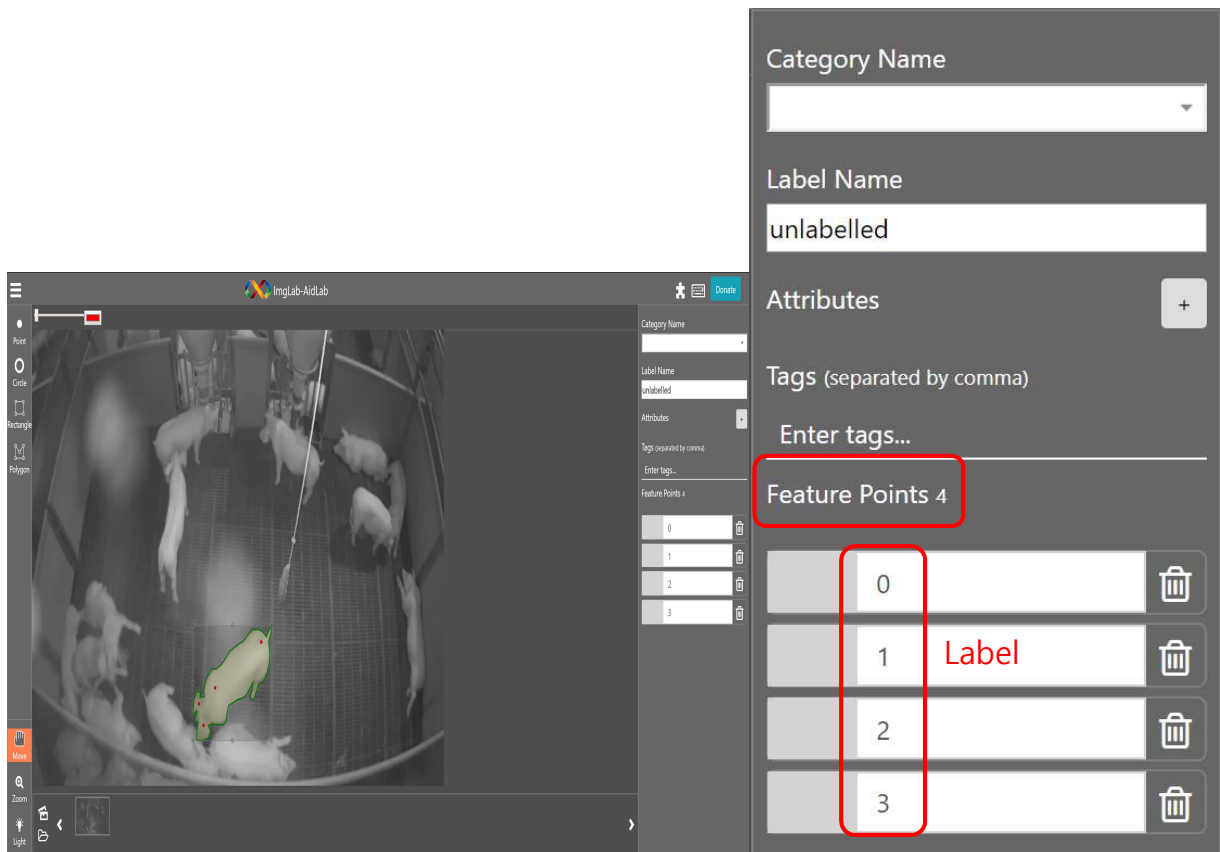 ImgLab-AidLab
Donate
Point
Circle
Rectangle
Polygon
Move
Zoom
Light
Category Name
Label Name
unlabelled
Attributes
+
Tags (separated by comma)
Enter tags...
Feature Points 4
0
1
2
3
Category Name
Label Name
unlabelled
Attributes
+
Tags (separated by comma)
Enter tags...
Feature Points 4
0
1 Label
2
3